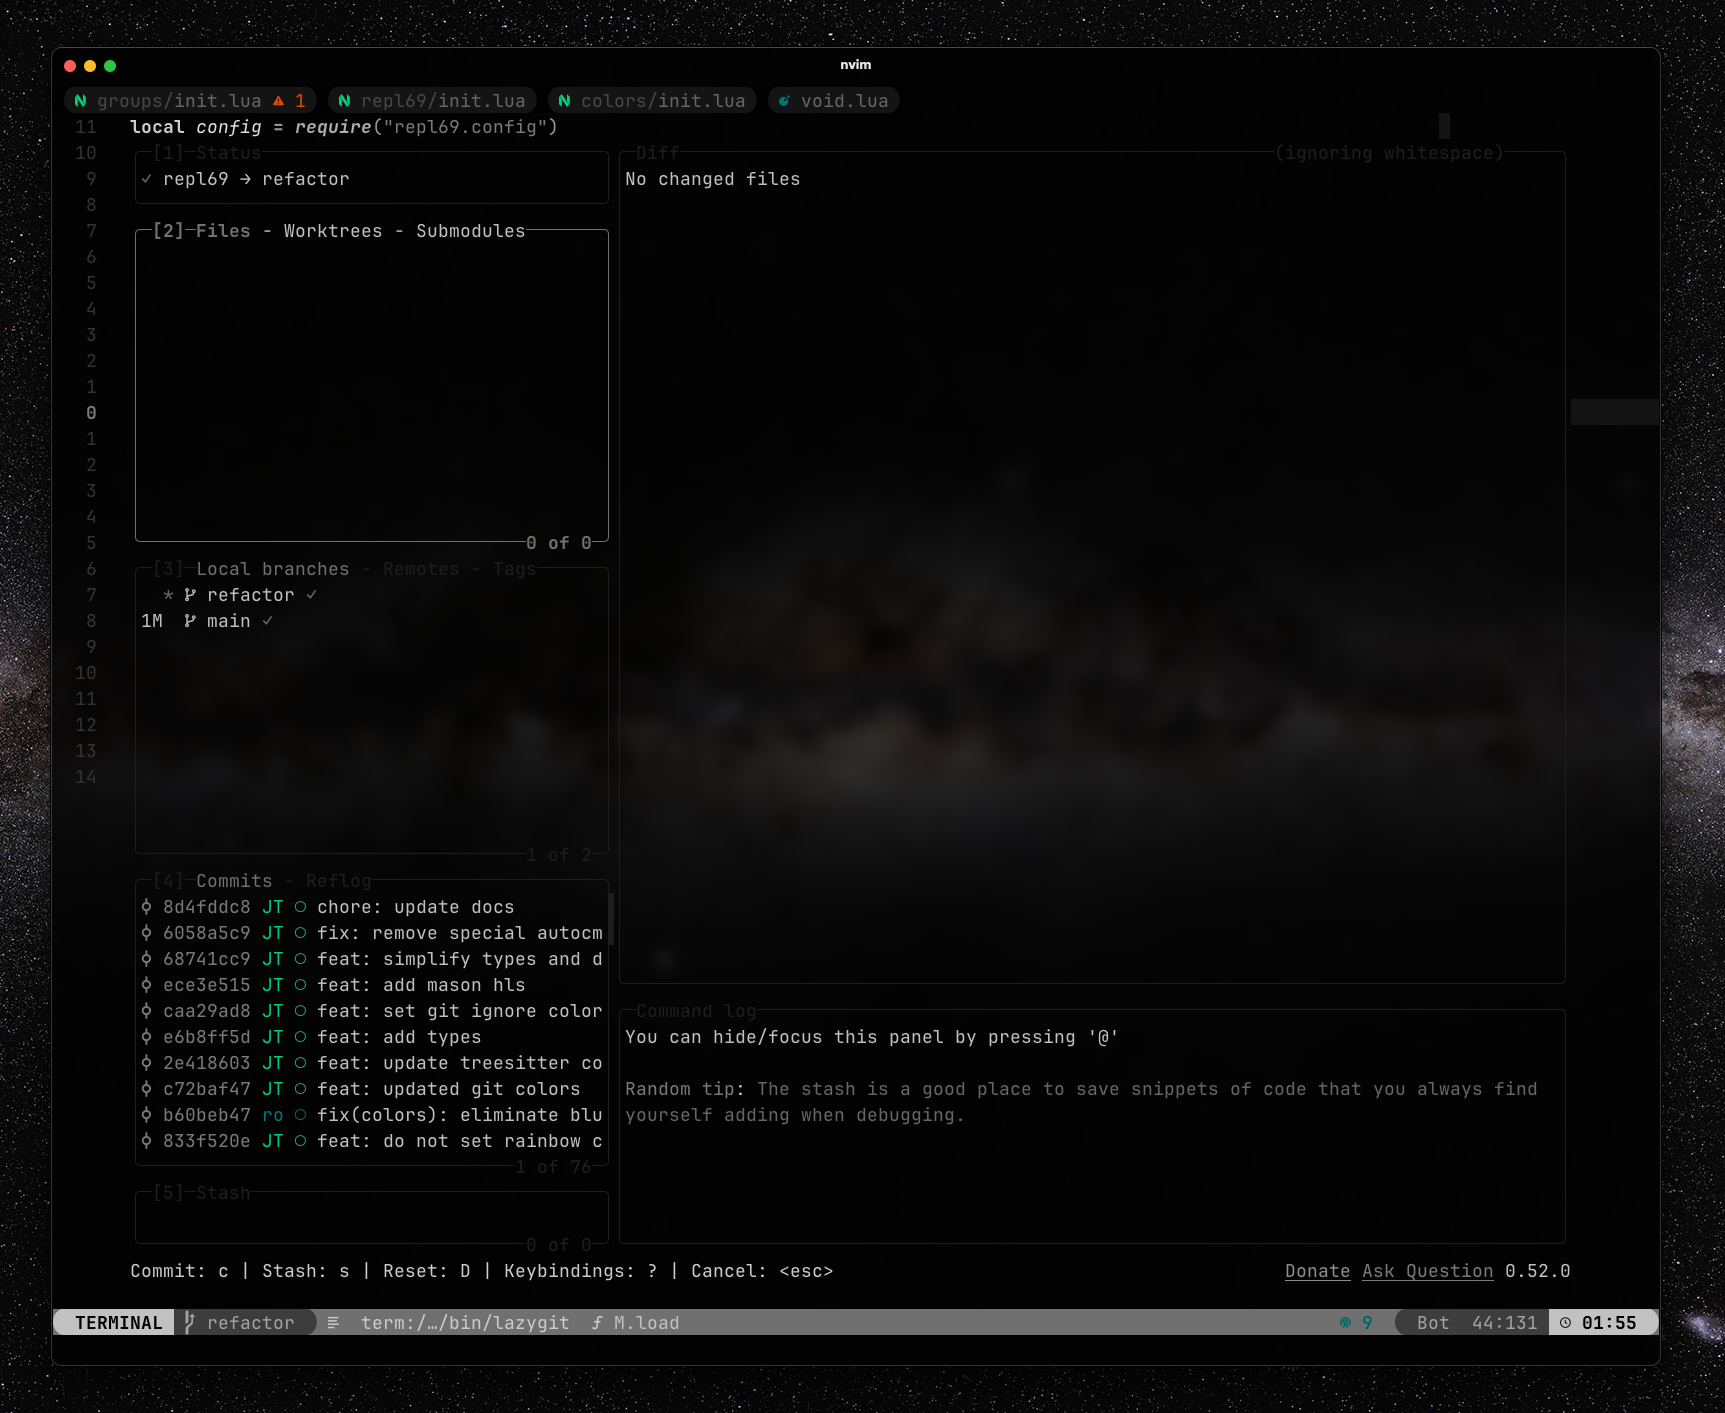 nvim
groups/init.lua 1 repl69/init.lua colors/init.lua void.lua
11 local config = require("repl69.config")
10 [1] Status
9 ✓ repl69 → refactor
8
7 [2] Files - Worktrees - Submodules
6
5
4
3
2
1
0
1
2
3
4
5 0 of 0
6 [3] Local branches - Remotes - Tags
7 * refactor ✓
8 1M main ✓
9
10
11
12
13
14
1 of 2
[4] Commits - Reflog
8d4fddc8 JT ○ chore: update docs
6058a5c9 JT ○ fix: remove special autocm
68741cc9 JT ○ feat: simplify types and d
ece3e515 JT ○ feat: add mason hls
caa29ad8 JT ○ feat: set git ignore color
e6b8ff5d JT ○ feat: add types
2e418603 JT ○ feat: update treesitter co
c72baf47 JT ○ feat: updated git colors
b60beb47 ro ○ fix(colors): eliminate blu
833f520e JT ○ feat: do not set rainbow c
1 of 76
[5] Stash
0 of 0
Diff (ignoring whitespace)
No changed files
Command log
You can hide/focus this panel by pressing '@'
Random tip: The stash is a good place to save snippets of code that you always find
yourself adding when debugging.
Commit: c | Stash: s | Reset: D | Keybindings: ? | Cancel: <esc> Donate Ask Question 0.52.0
TERMINAL refactor term:/…/bin/lazygit ƒ M.load 9 Bot 44:131 01:55